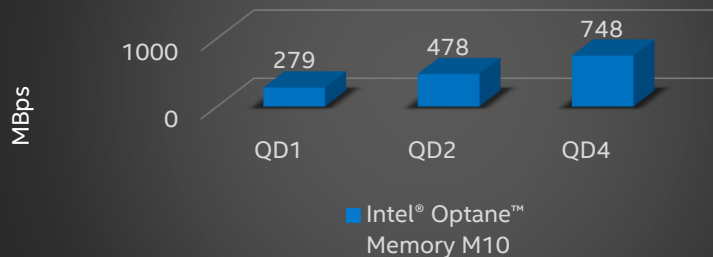 1000
0
MBps
279
478
748
QD1
QD2
QD4
Intel® Optane™
Memory M10